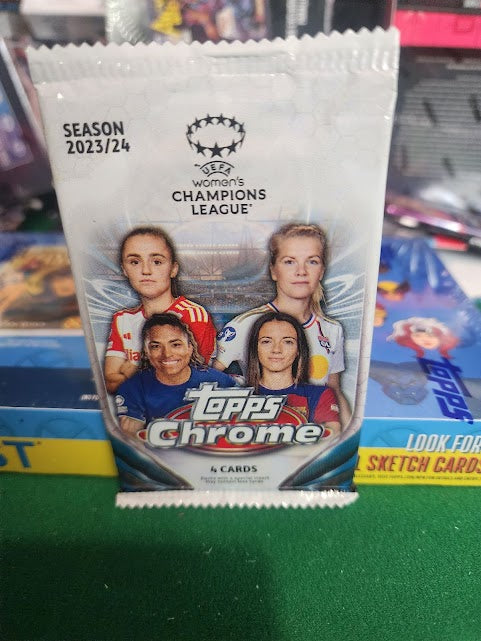 SEASON
2023/24
UEFA
women's
CHAMPIONS
LEAGUE
topps
Chrome
4 CARDS
topps
LOOK FOR
SKETCH CARDS